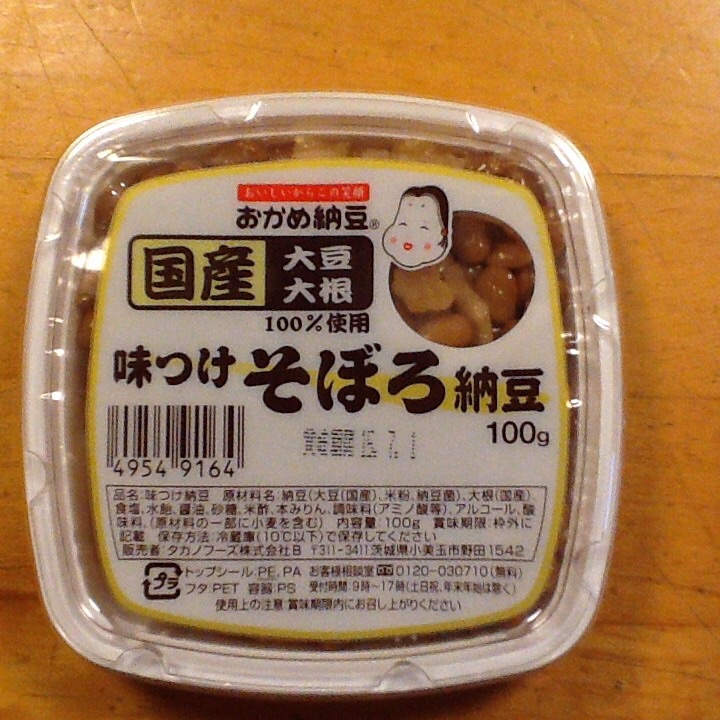 おいしいからこの笑顔
おかめ納豆®
国産 大豆
大根
100%使用
味つけそぼろ納豆
100g
賞味期限 15.7.1
4954 9164
品名:味つけ納豆 原材料名:納豆(大豆(国産)、米粉、納豆菌)、大根(国産)、
食塩、水飴、醤油、砂糖、米酢、本みりん、調味料(アミノ酸等)、アルコール、酸
味料、(原材料の一部に小麦を含む) 内容量:100g 賞味期限:枠外に
記載 保存方法:冷蔵庫(10℃以下)で保存してください
販売者:タカノフーズ株式会社B 〒311-3411茨城県小美玉市野田1542
プラ トップシール:PE,PA お客様相談室 0120-030710(無料)
フタ:PET 容器:PS 受付時間:9時〜17時(土日祝、年末年始は除く)
使用上の注意:賞味期限内にお召し上がりください